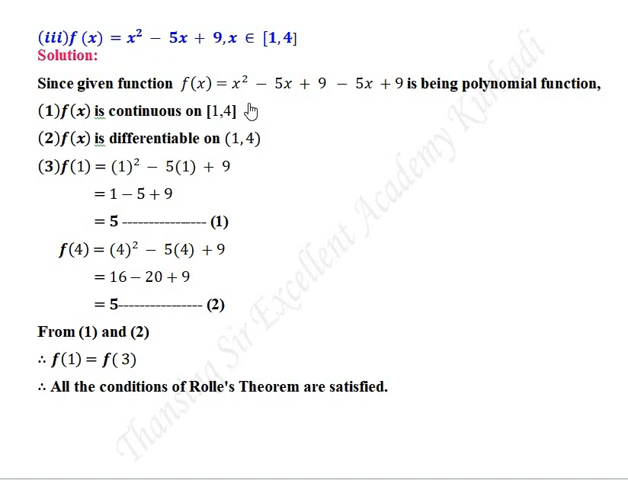 (iii)f (x) = x² − 5x + 9, x ∈ [1,4]
Solution:
Since given function f(x) = x² − 5x + 9 − 5x + 9 is being polynomial function,
(1)f(x) is continuous on [1,4]
(2)f(x) is differentiable on (1,4)
(3)f(1) = (1)² − 5(1) + 9
= 1 − 5 + 9
= 5 ---------------- (1)
f(4) = (4)² − 5(4) + 9
= 16 − 20 + 9
= 5---------------- (2)
From (1) and (2)
∴ f(1) = f(3)
∴ All the conditions of Rolle's Theorem are satisfied.
Sir Excellent Academy